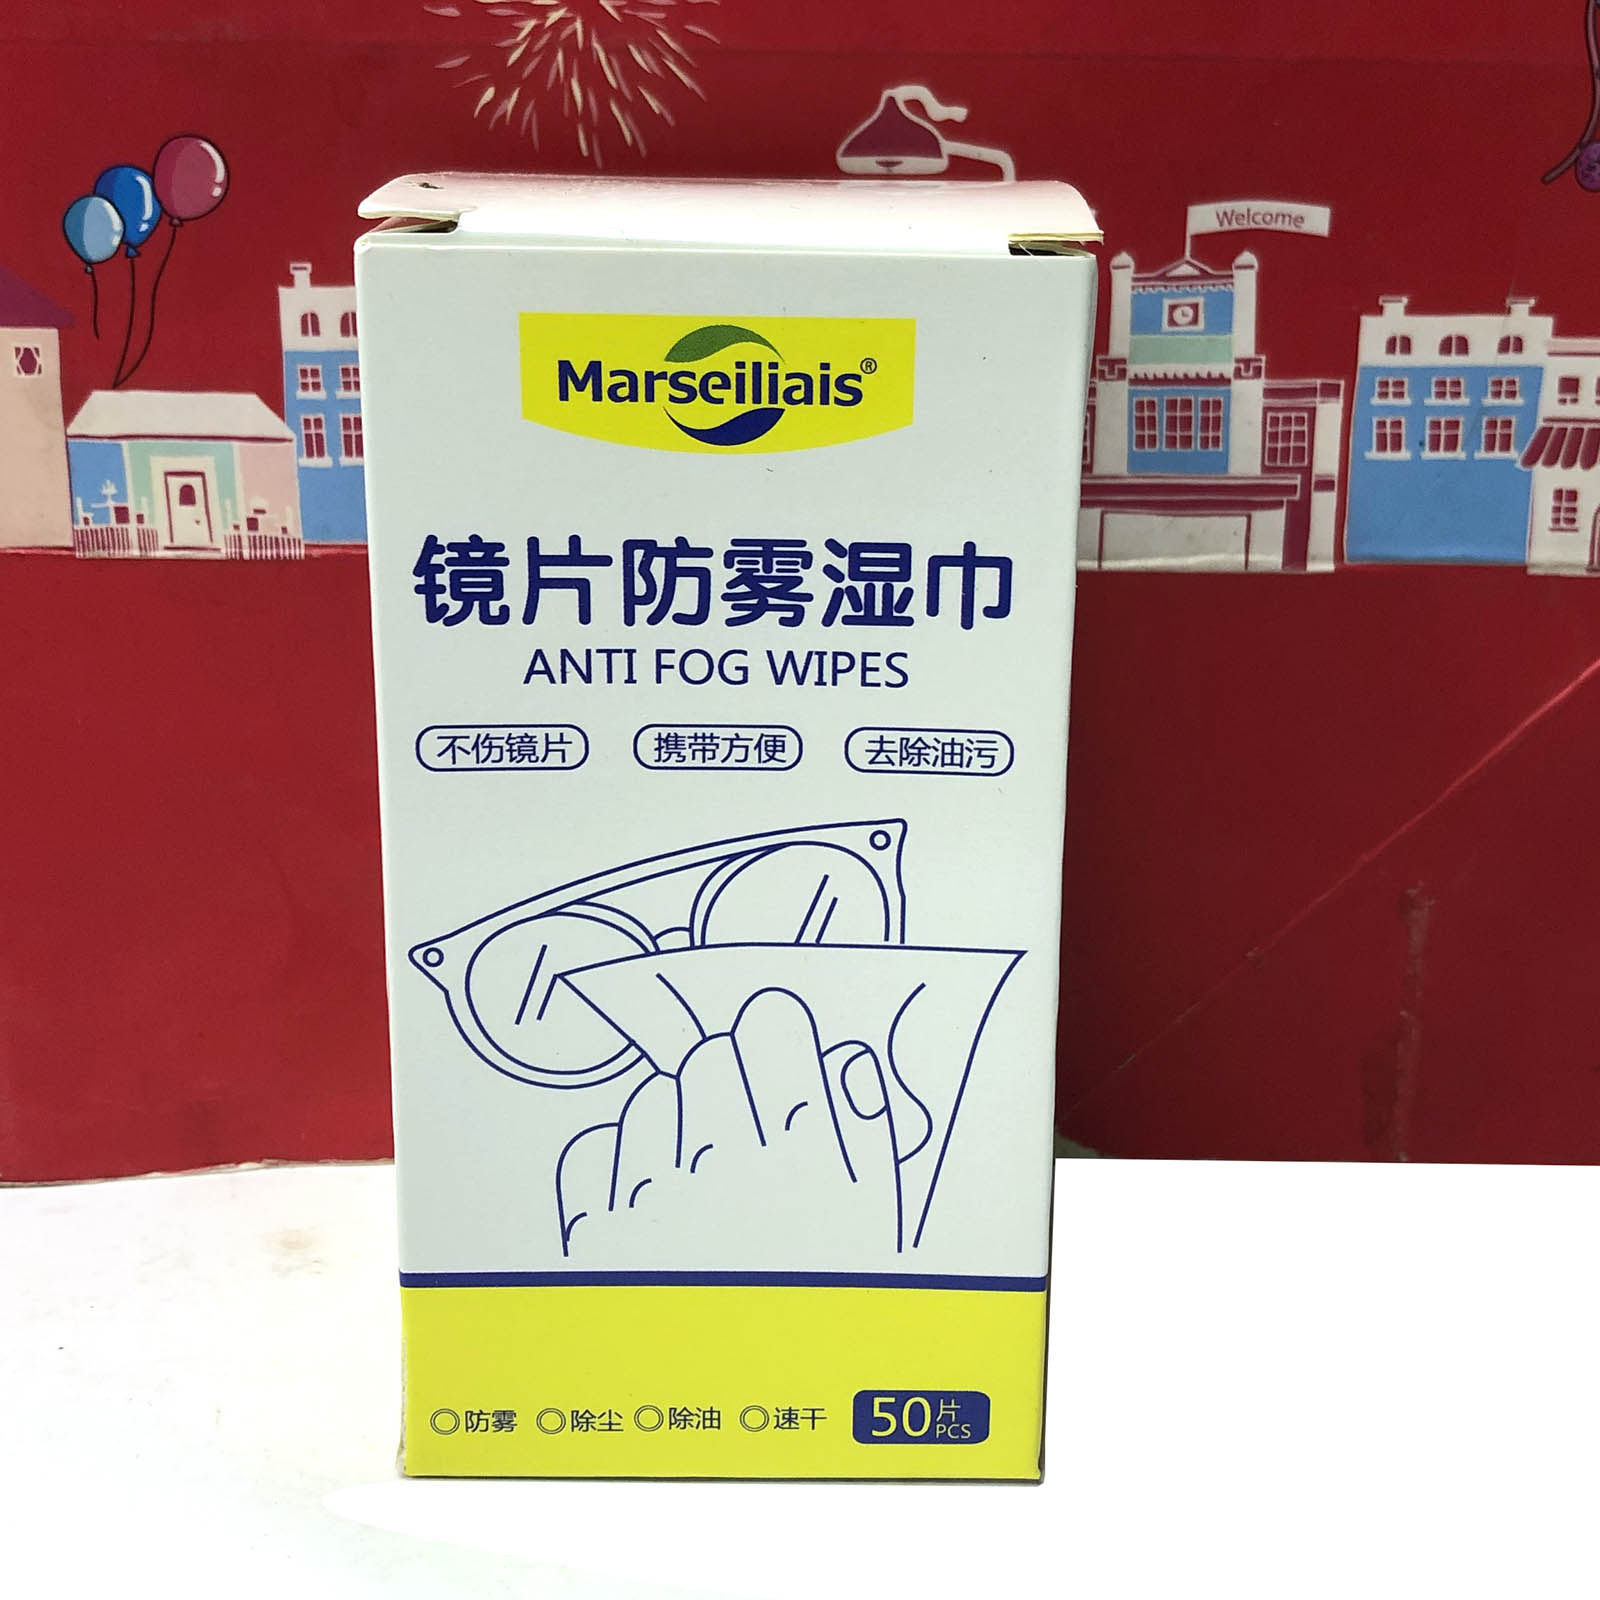 Welcome
Marseiliais®
镜片防雾湿巾
ANTI FOG WIPES
不伤镜片 携带方便 去除油污
◎防雾 ◎除尘 ◎除油 ◎速干 50片
PCS